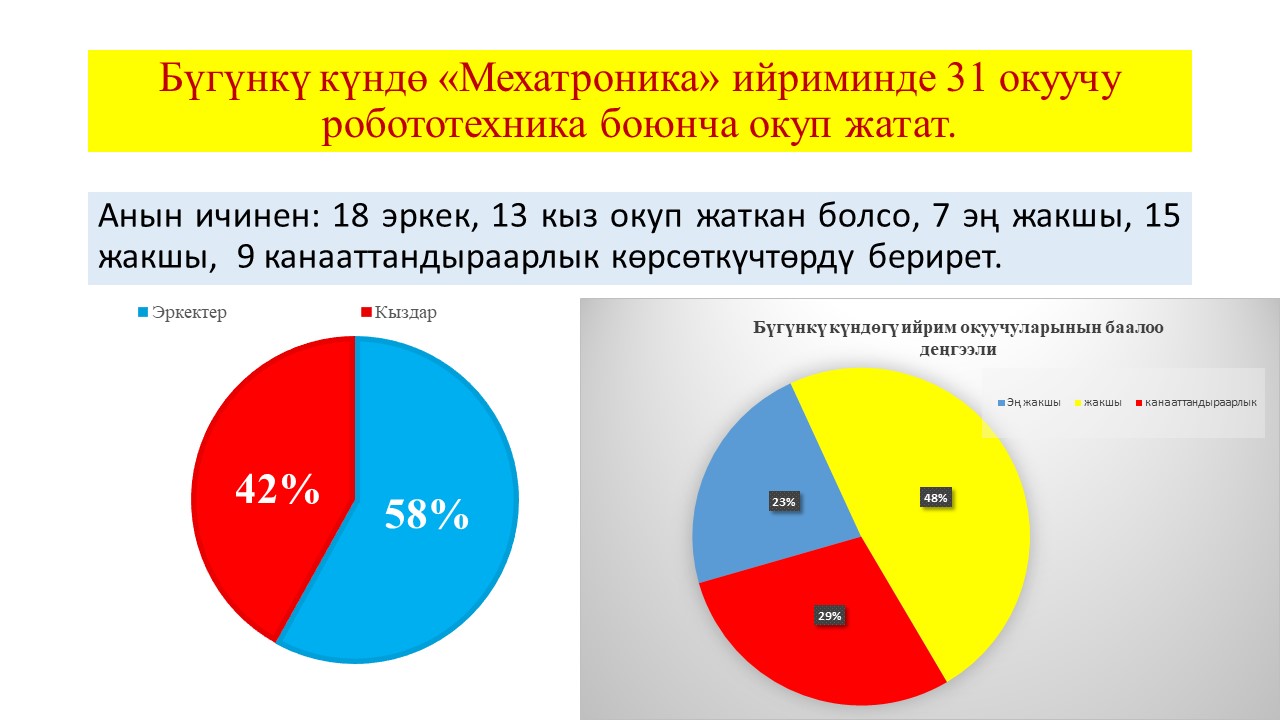 Бүгүнкү күндө «Мехатроника» ийриминде 31 окуучу
робототехника боюнча окуп жатат.
Анын ичинен: 18 эркек, 13 кыз окуп жаткан болсо, 7 эң жакшы, 15
жакшы, 9 канааттандыраарлык көрсөткүчтөрдү берирет.
Эркектер Кыздар
42%
58%
Бүгүнкү күндөгү ийрим окуучуларынын баалоо
деңгээли
Эң жакшы жакшы канааттандыраарлык
23%
48%
29%